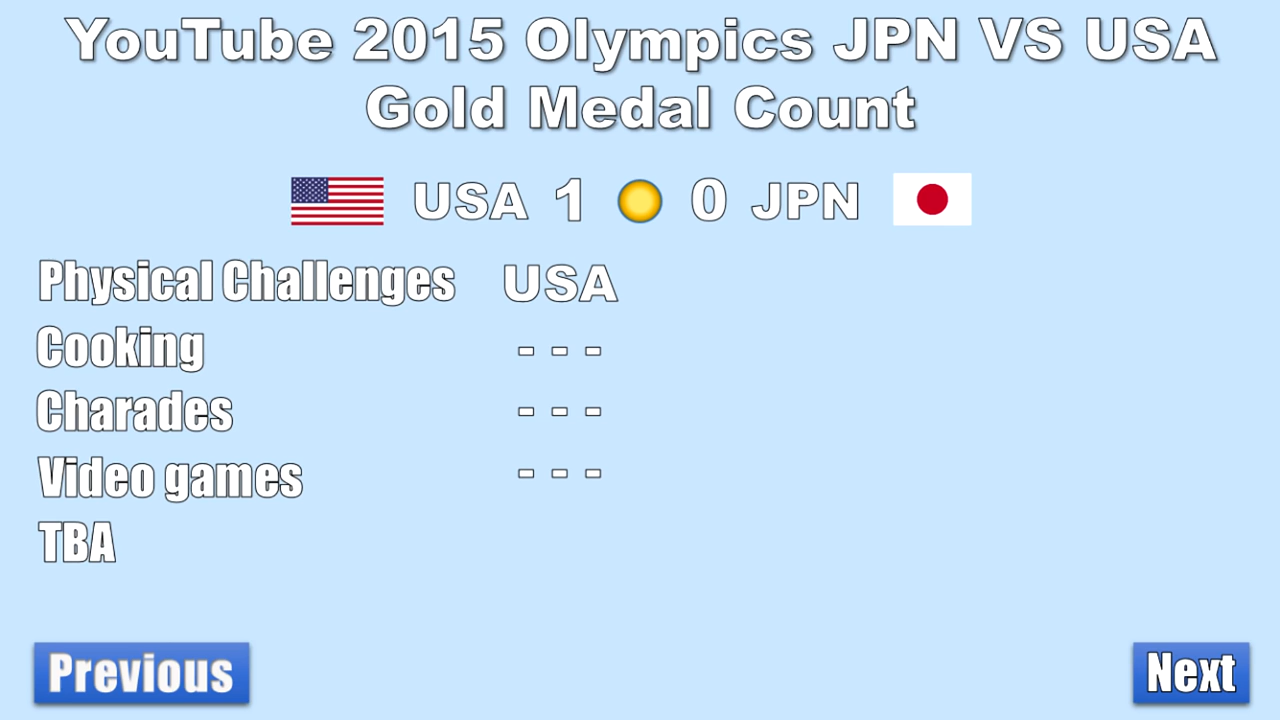 YouTube 2015 Olympics JPN VS USA
Gold Medal Count
USA 1 0 JPN
Physical Challenges USA
Cooking - - -
Charades - - -
Video games - - -
TBA
Previous Next